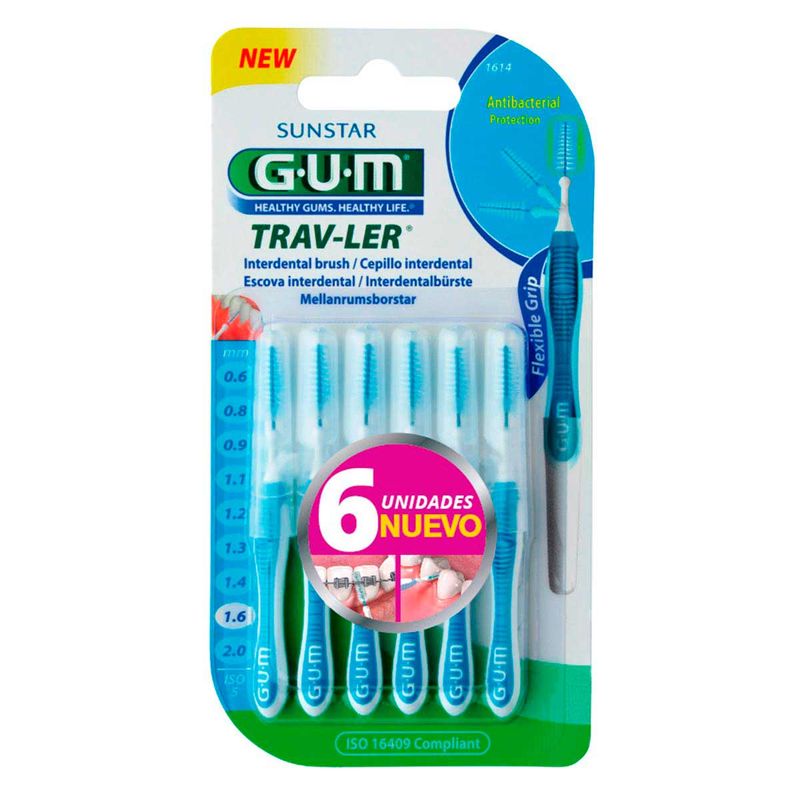 NEW
1614
Antibacterial
Protection
SUNSTAR
G·U·M®
HEALTHY GUMS. HEALTHY LIFE.®
TRAV-LER®
Interdental brush / Cepillo interdental
Escova interdental / Interdentalbürste
Mellanrumsborstar
Flexible Grip
G·U·M
mm
0.6
0.8
0.9
1.1
1.2
1.3
1.4
1.6
2.0
ISO
5
6 UNIDADES
NUEVO
G·U·M
G·U·M
G·U·M
G·U·M
G·U·M
G·U·M
ISO 16409 Compliant